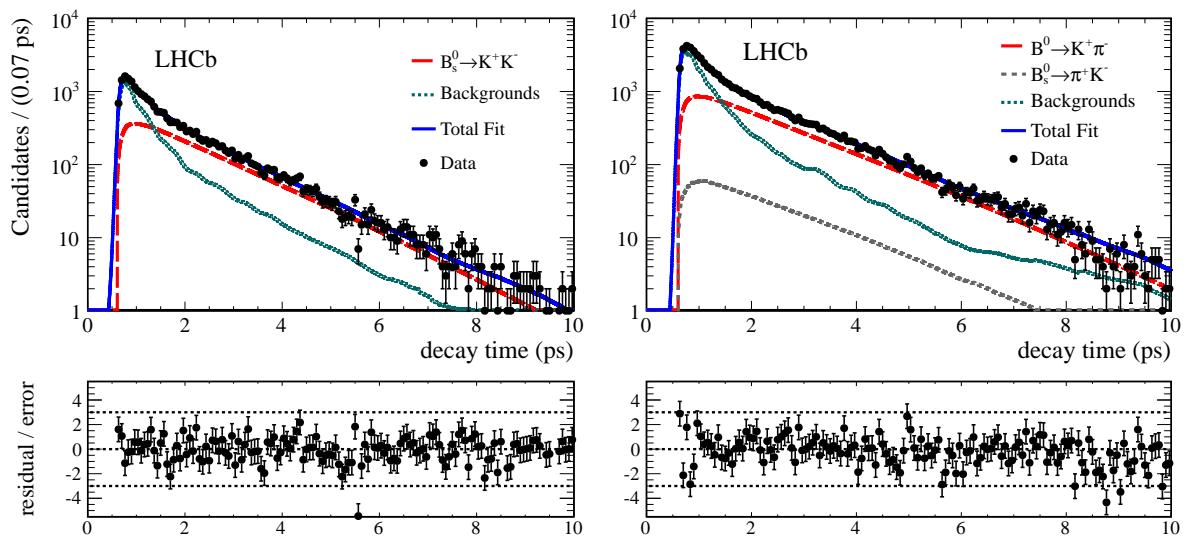 Candidates / (0.07 ps)
10⁴
10³
10²
10
1
LHCb
B⁰ₛ→K⁺K⁻
Backgrounds
Total Fit
Data
0 2 4 6 8 10
decay time (ps)
10⁴
10³
10²
10
1
LHCb
B⁰→K⁺π⁻
B⁰ₛ→π⁺K⁻
Backgrounds
Total Fit
Data
0 2 4 6 8 10
decay time (ps)
residual / error
4
2
0
-2
-4
0 2 4 6 8 10
4
2
0
-2
-4
0 2 4 6 8 10